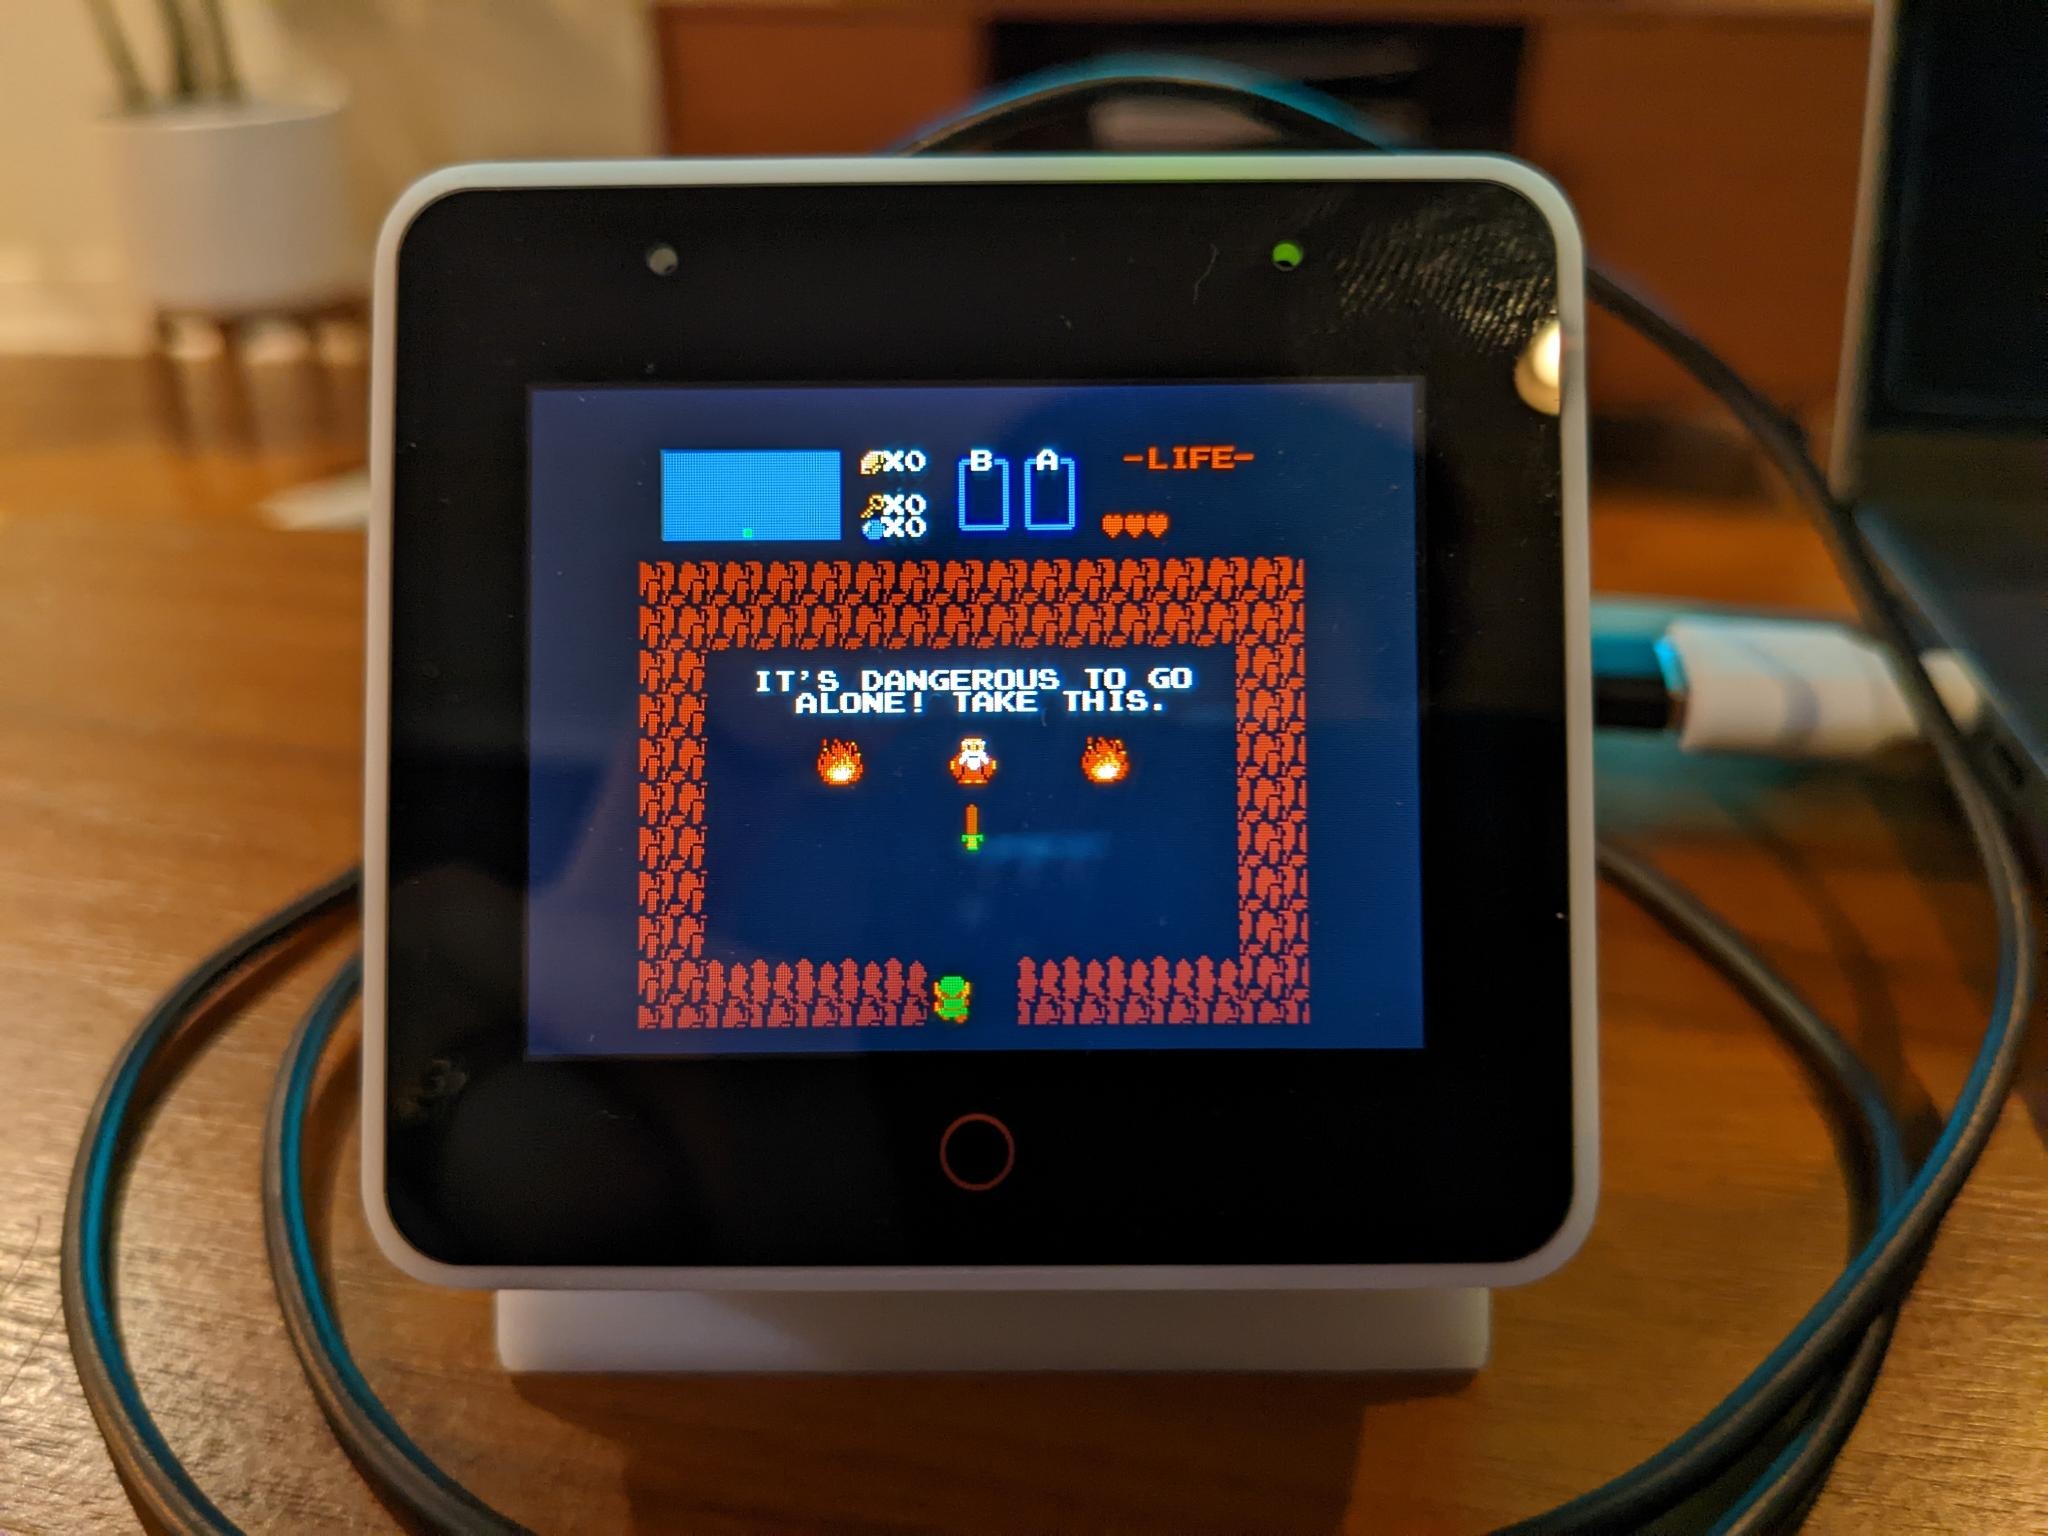 X0
B A
-LIFE-
X0
X0
IT'S DANGEROUS TO GO
ALONE! TAKE THIS.